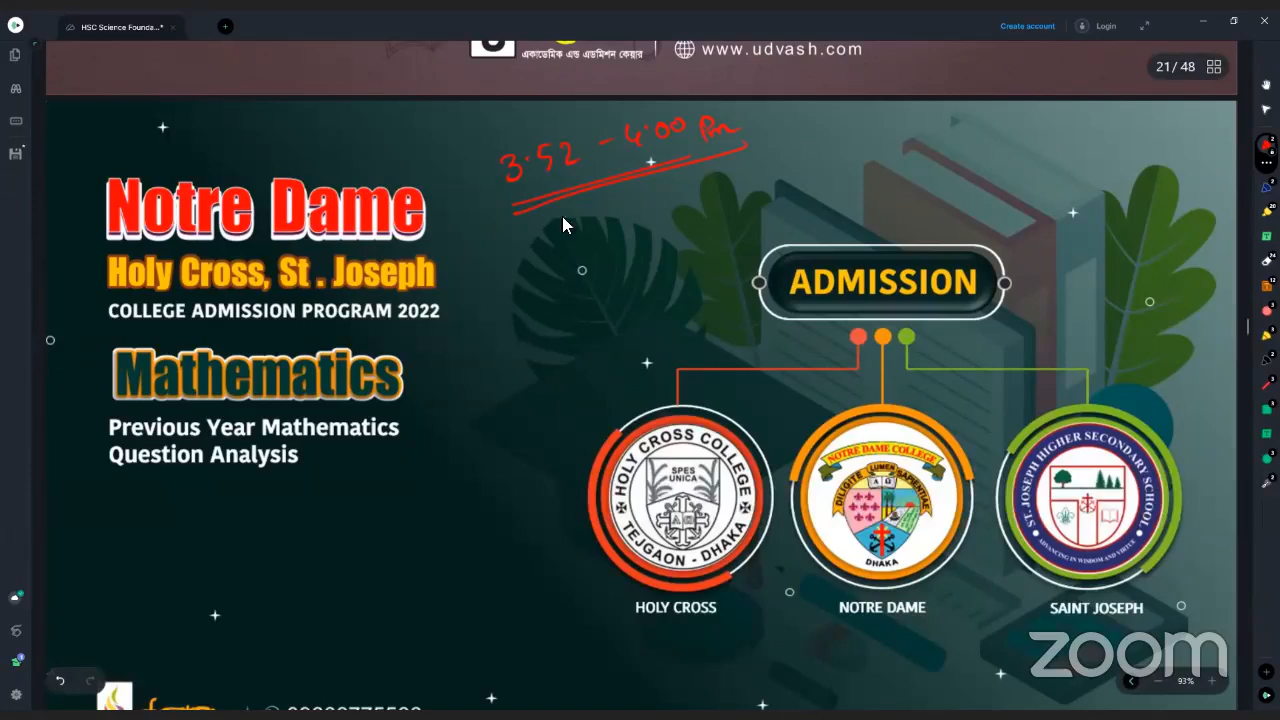 HSC Science Founda...*
Create account
Login
একাডেমিক এন্ড এডমিশন কেয়ার
www.udvash.com
21 / 48
3.52 - 4.00 Pm
Notre Dame
Holy Cross, St . Joseph
COLLEGE ADMISSION PROGRAM 2022
Mathematics
Previous Year Mathematics
Question Analysis
ADMISSION
HOLY CROSS COLLEGE
SPES
UNICA
TEJGAON - DHAKA
NOTRE DAME COLLEGE
DILIGITE LUMEN SAPIENTIAE
DHAKA
ST. JOSEPH HIGHER SECONDARY SCHOOL
ADVANCING IN WISDOM AND VIRTUE
HOLY CROSS
NOTRE DAME
SAINT JOSEPH
zoom
93%